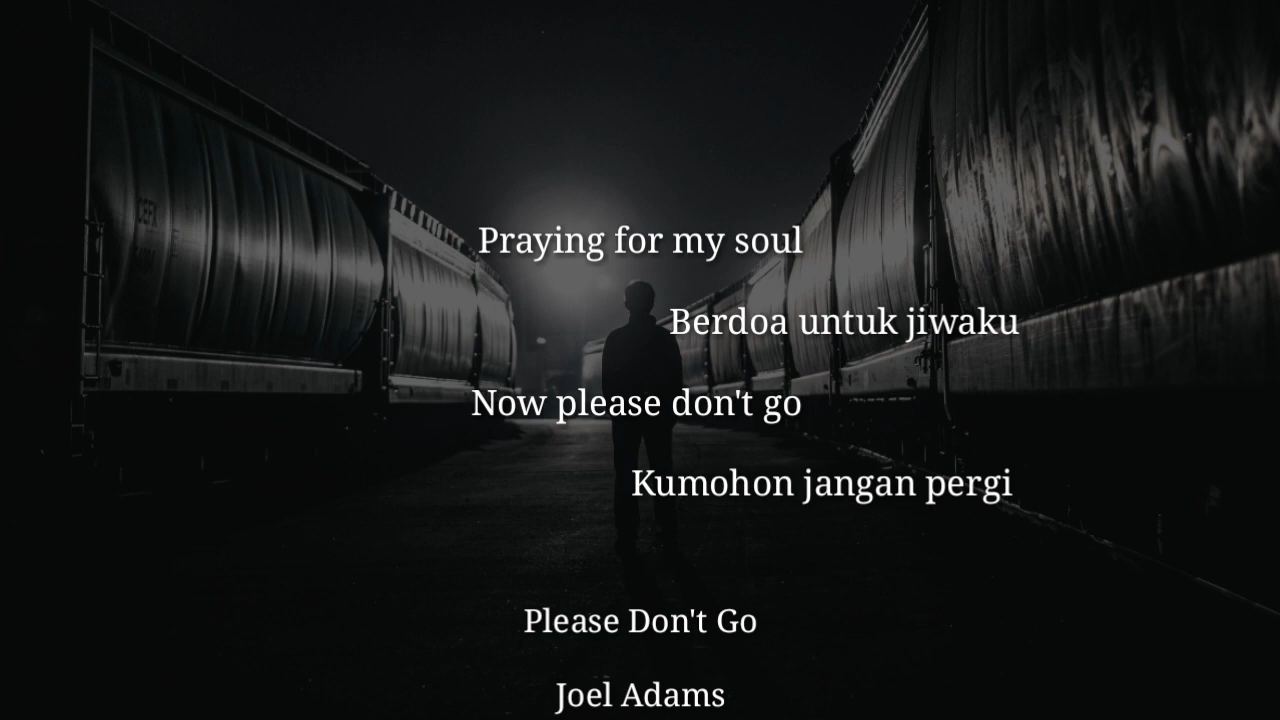 CEFX
Praying for my soul
Berdoa untuk jiwaku
Now please don't go
Kumohon jangan pergi
Please Don't Go
Joel Adams